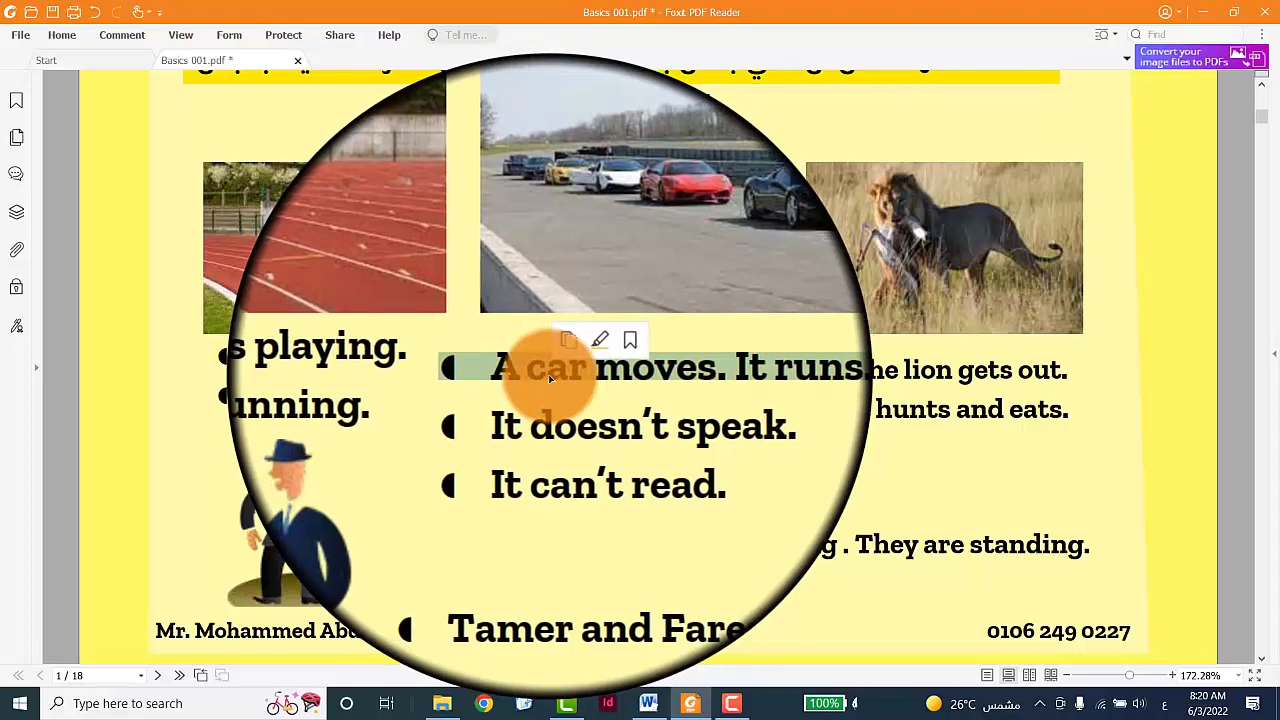 Basics 001.pdf * - Foxit PDF Reader
File Home Comment View Form Protect Share Help Tell me... Find
Start Basics 001.pdf *
Convert your
image files to PDFs
s playing.
unning.
A car moves. It runs.
It doesn't speak.
It can't read.
he lion gets out.
hunts and eats.
g . They are standing.
Tamer and Fare
Mr. Mohammed Abu
0106 249 0227
1 / 18
172.28%
Type here to search
100%
26°C مشمس
8:20 AM
6/3/2022